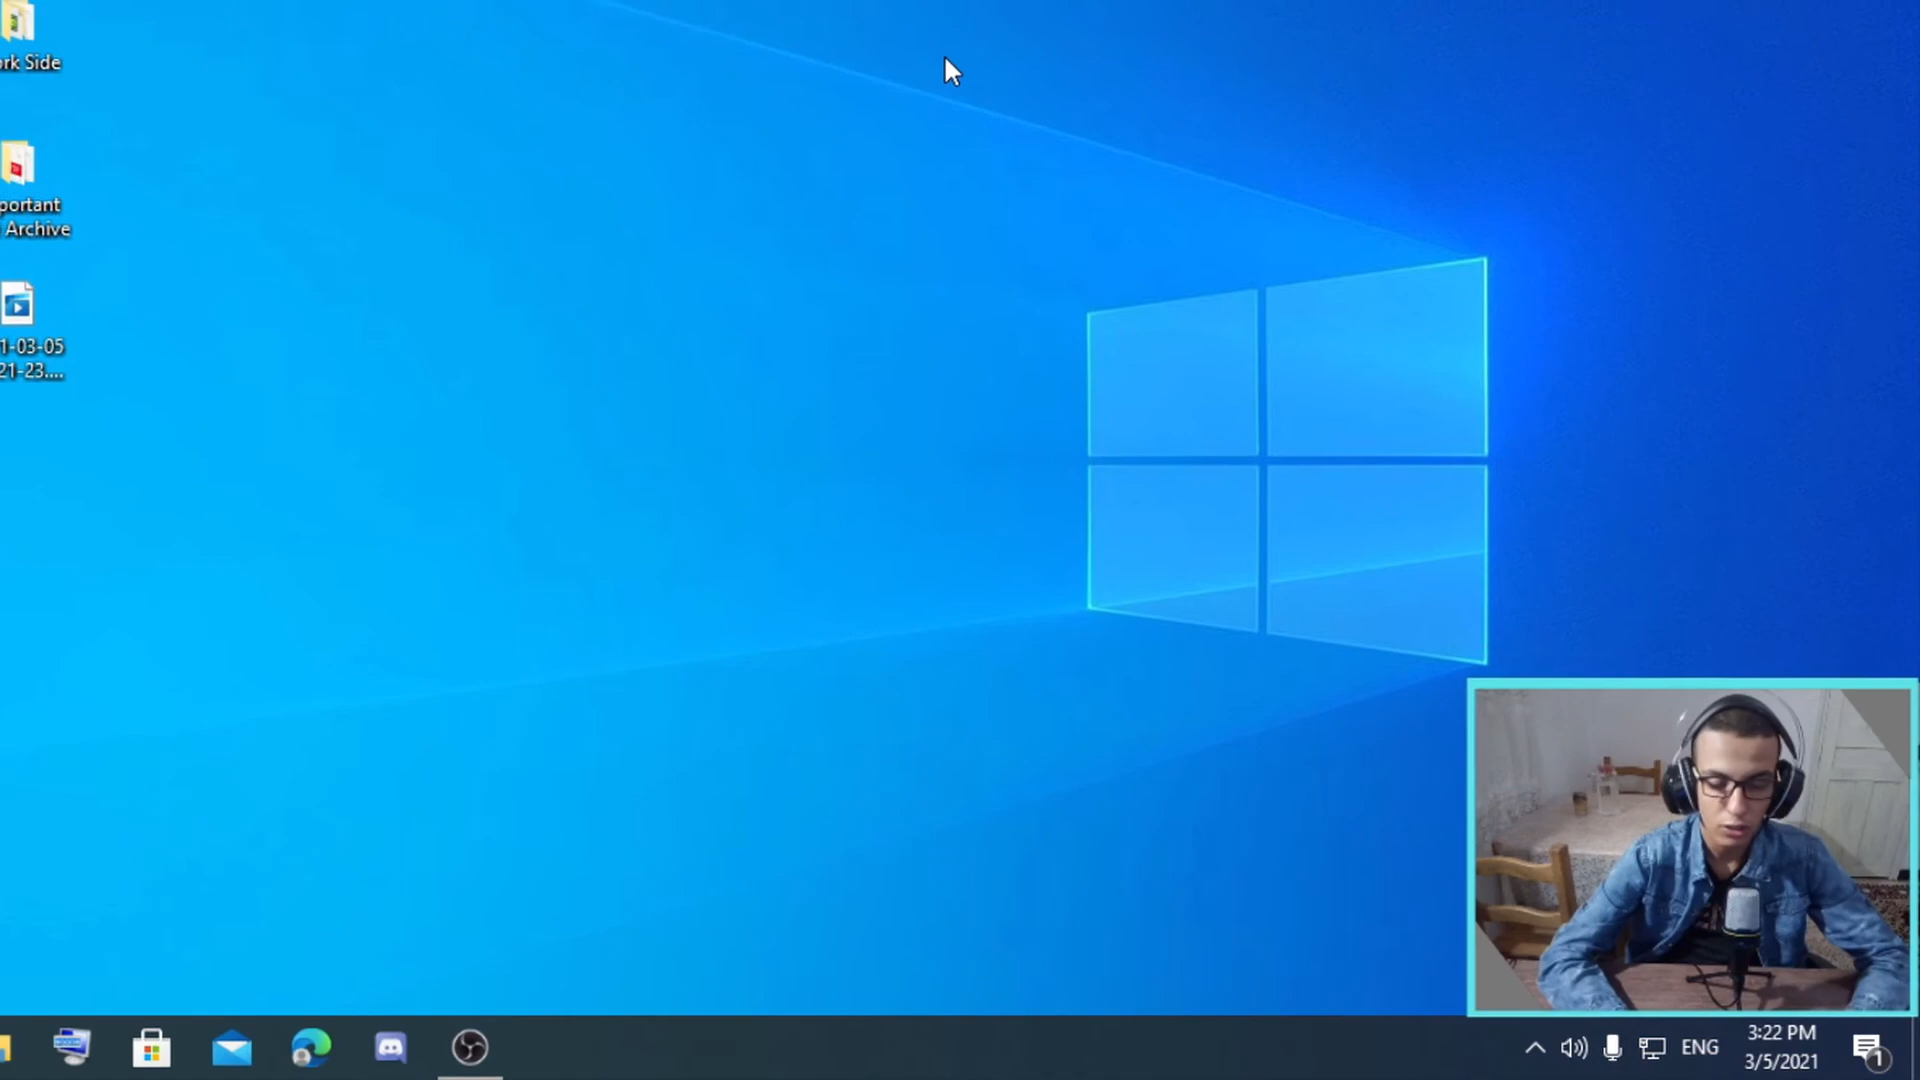 rk Side
portant
Archive
1-03-05
21-23....
ENG
3:22 PM
3/5/2021
1